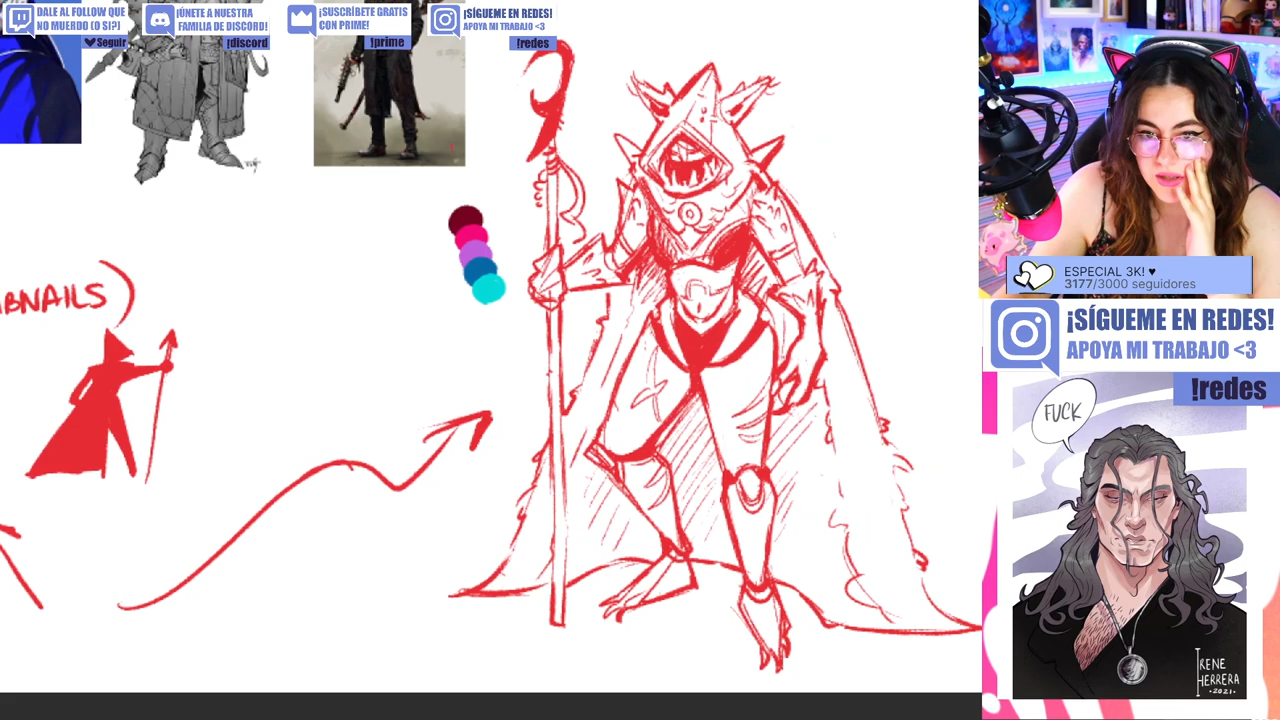 DALE AL FOLLOW QUE
NO MUERDO (O SI?)
Seguir
¡ÚNETE A NUESTRA
FAMILIA DE DISCORD!
!discord
¡SUSCRÍBETE GRATIS
CON PRIME!
!prime
¡SÍGUEME EN REDES!
APOYA MI TRABAJO <3
!redes
BNAILS)
ESPECIAL 3K! ♥
3177/3000 seguidores
¡SÍGUEME EN REDES!
APOYA MI TRABAJO <3
!redes
FUCK
IRENE
HERRERA
·2021·